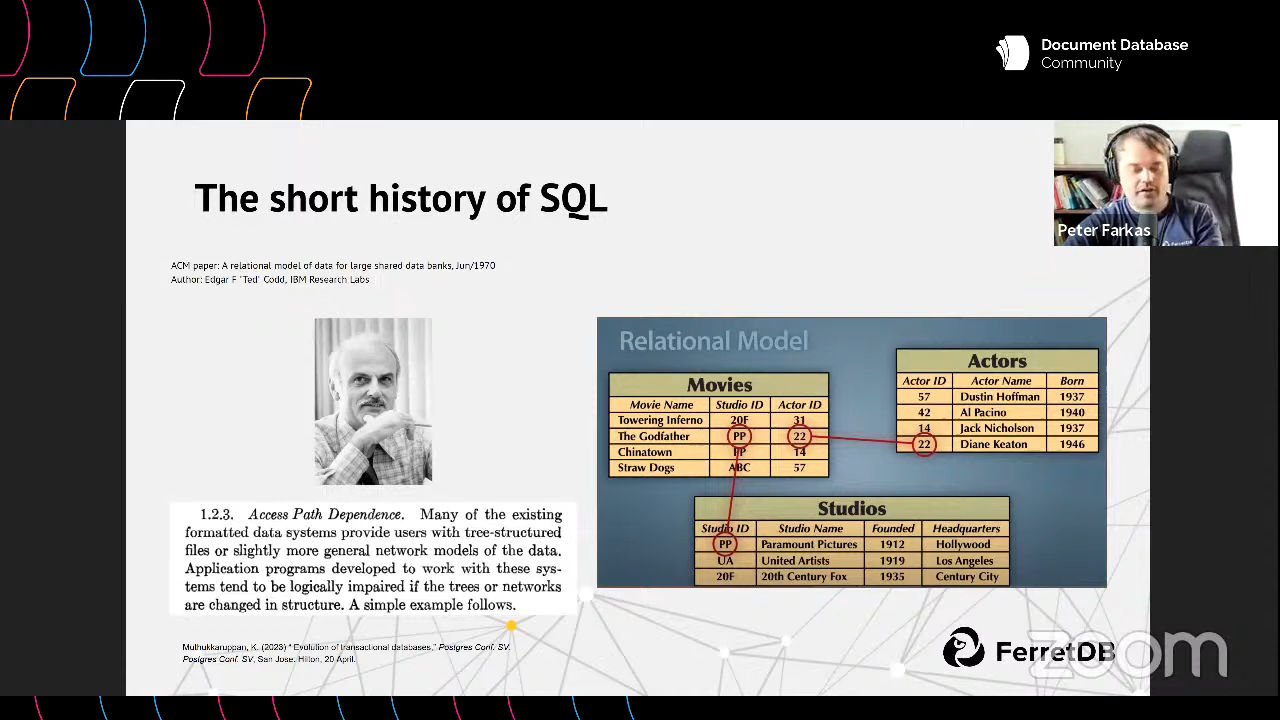 Document Database
Community
Peter Farkas
The short history of SQL
ACM paper: A relational model of data for large shared data banks, Jun/1970
Author: Edgar F "Ted" Codd, IBM Research Labs
1.2.3. Access Path Dependence. Many of the existing
formatted data systems provide users with tree-structured
files or slightly more general network models of the data.
Application programs developed to work with these sys-
tems tend to be logically impaired if the trees or networks
are changed in structure. A simple example follows.
Relational Model
Movies
Movie Name Studio ID Actor ID
Towering Inferno 20F 31
The Godfather PP 22
Chinatown PP 14
Straw Dogs ABC 57
Actors
Actor ID Actor Name Born
57 Dustin Hoffman 1937
42 Al Pacino 1940
14 Jack Nicholson 1937
22 Diane Keaton 1946
Studios
Studio ID Studio Name Founded Headquarters
PP Paramount Pictures 1912 Hollywood
UA United Artists 1919 Los Angeles
20F 20th Century Fox 1935 Century City
Muthukkaruppan, K. (2023) "Evolution of transactional databases," Postgres Conf. SV.
Postgres Conf. SV, San Jose. Hilton, 20 April.
FerretDB
zoom